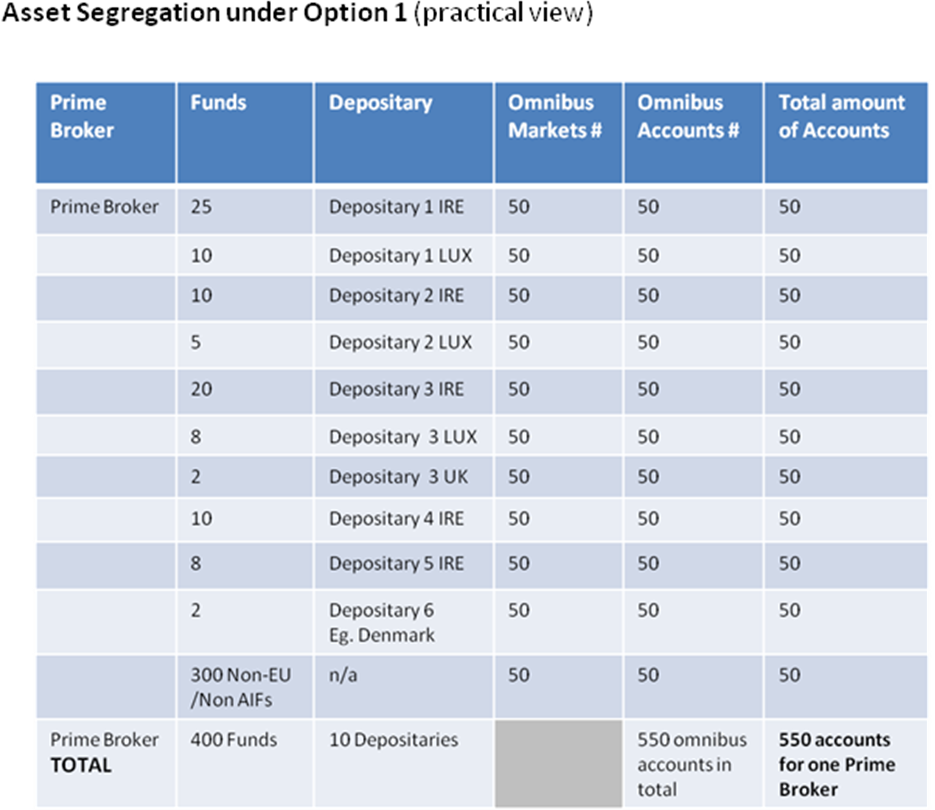 Asset Segregation under Option 1 (practical view)
Prime Broker Funds Depositary Omnibus Markets # Omnibus Accounts # Total amount of Accounts
Prime Broker 25 Depositary 1 IRE 50 50 50
10 Depositary 1 LUX 50 50 50
10 Depositary 2 IRE 50 50 50
5 Depositary 2 LUX 50 50 50
20 Depositary 3 IRE 50 50 50
8 Depositary 3 LUX 50 50 50
2 Depositary 3 UK 50 50 50
10 Depositary 4 IRE 50 50 50
8 Depositary 5 IRE 50 50 50
2 Depositary 6 Eg. Denmark 50 50 50
300 Non-EU /Non AIFs n/a 50 50 50
Prime Broker TOTAL 400 Funds 10 Depositaries 550 omnibus accounts in total 550 accounts for one Prime Broker